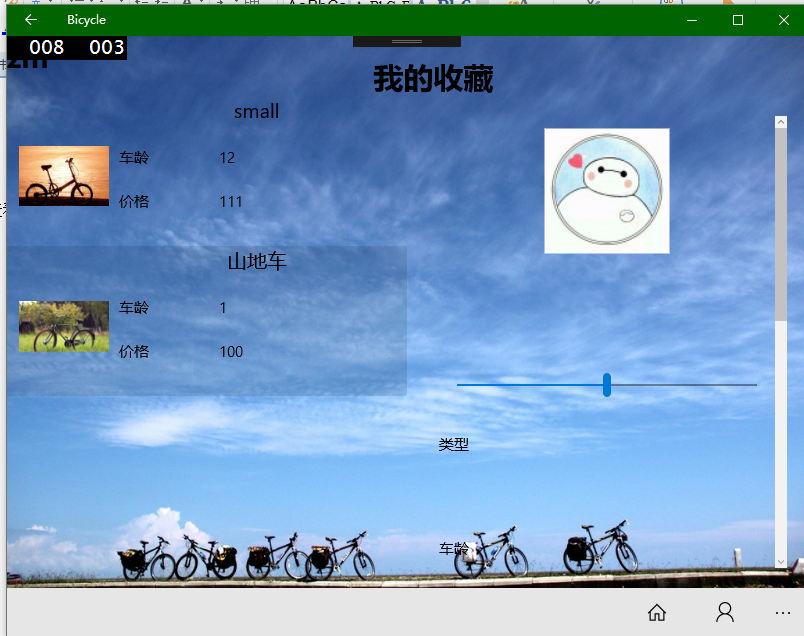 Bicycle
008 003
zm
我的收藏
small
车龄 12
价格 111
山地车
车龄 1
价格 100
类型
车龄